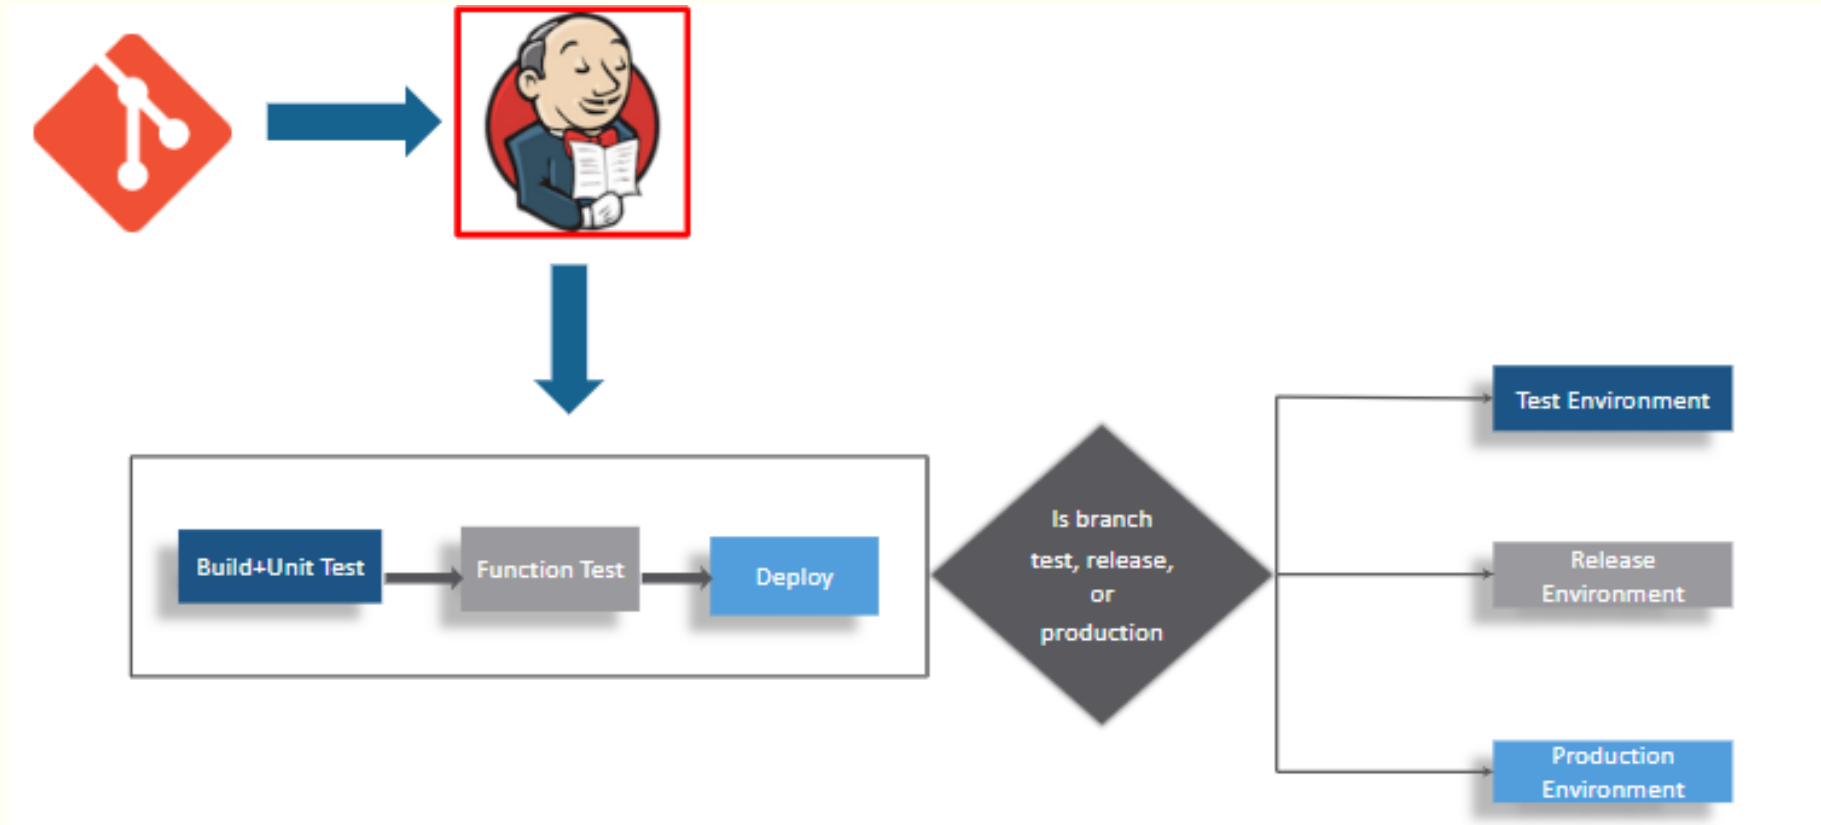 Build+Unit Test
Function Test
Deploy
Is branch
test, release,
or
production
Test Environment
Release
Environment
Production
Environment